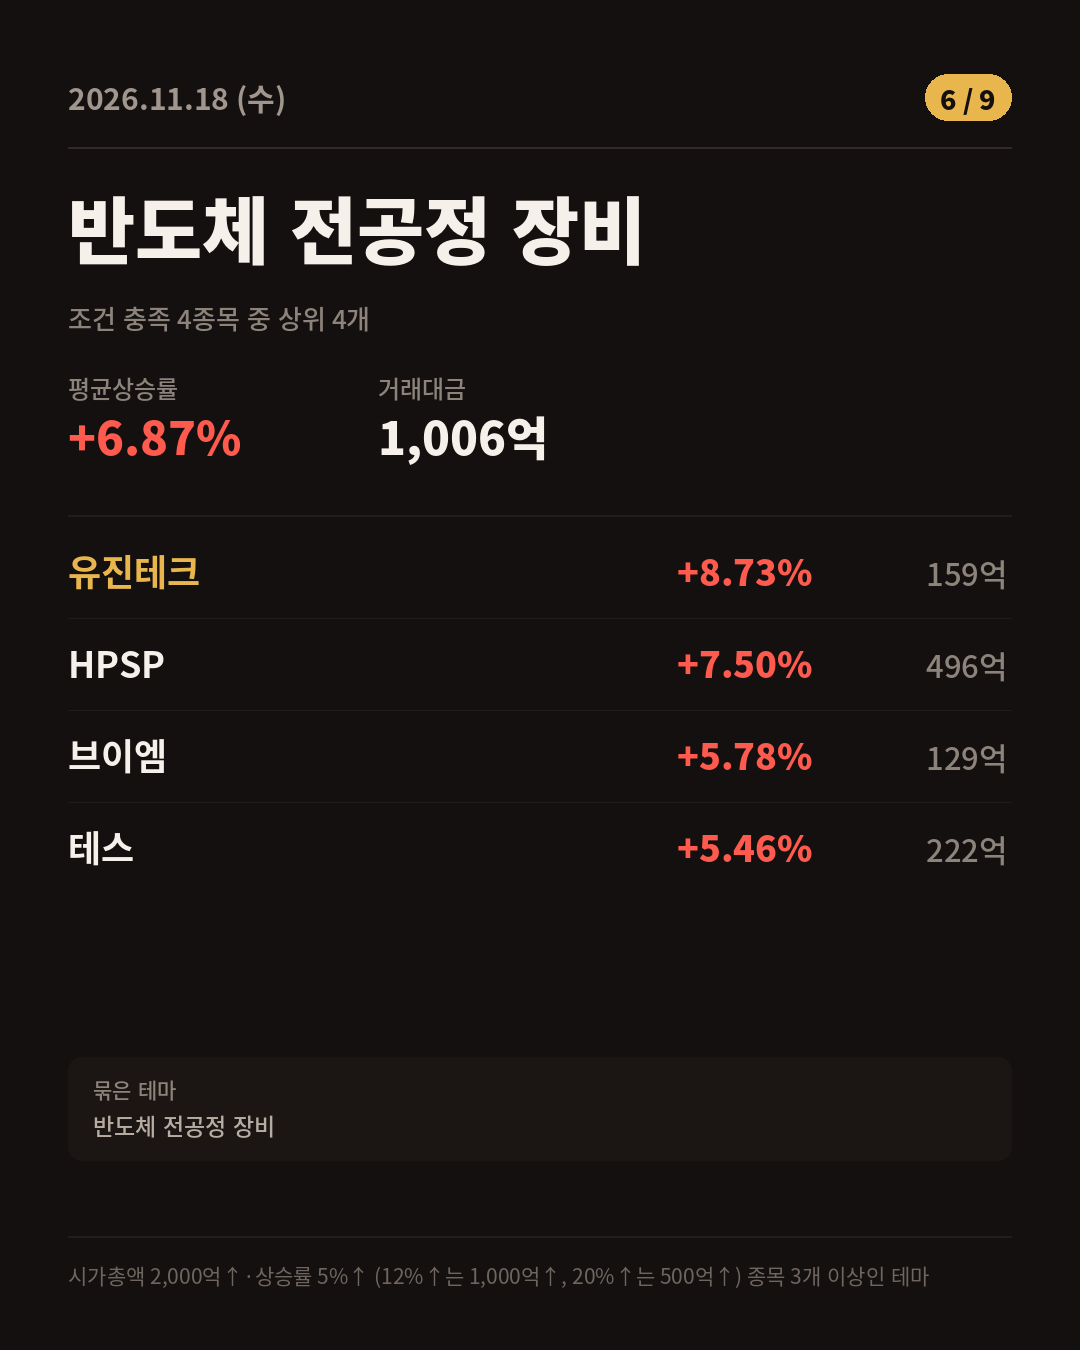 2026.11.18 (수)
6 / 9
반도체 전공정 장비
조건 충족 4종목 중 상위 4개
평균상승률 거래대금
+6.87% 1,006억
유진테크 +8.73% 159억
HPSP +7.50% 496억
브이엠 +5.78% 129억
테스 +5.46% 222억
묶은 테마
반도체 전공정 장비
시가총액 2,000억↑ · 상승률 5%↑ (12%↑는 1,000억↑, 20%↑는 500억↑) 종목 3개 이상인 테마